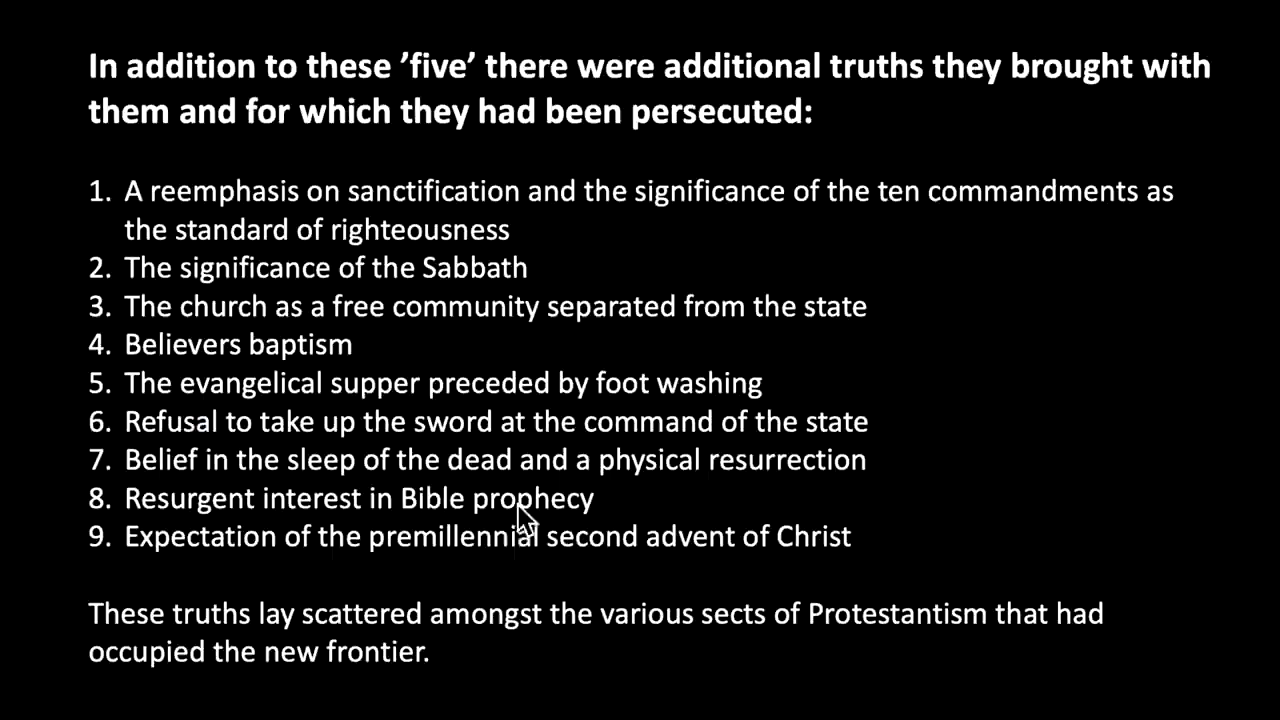 In addition to these ’five’ there were additional truths they brought with
them and for which they had been persecuted:
1. A reemphasis on sanctification and the significance of the ten commandments as
the standard of righteousness
2. The significance of the Sabbath
3. The church as a free community separated from the state
4. Believers baptism
5. The evangelical supper preceded by foot washing
6. Refusal to take up the sword at the command of the state
7. Belief in the sleep of the dead and a physical resurrection
8. Resurgent interest in Bible prophecy
9. Expectation of the premillennial second advent of Christ
These truths lay scattered amongst the various sects of Protestantism that had
occupied the new frontier.